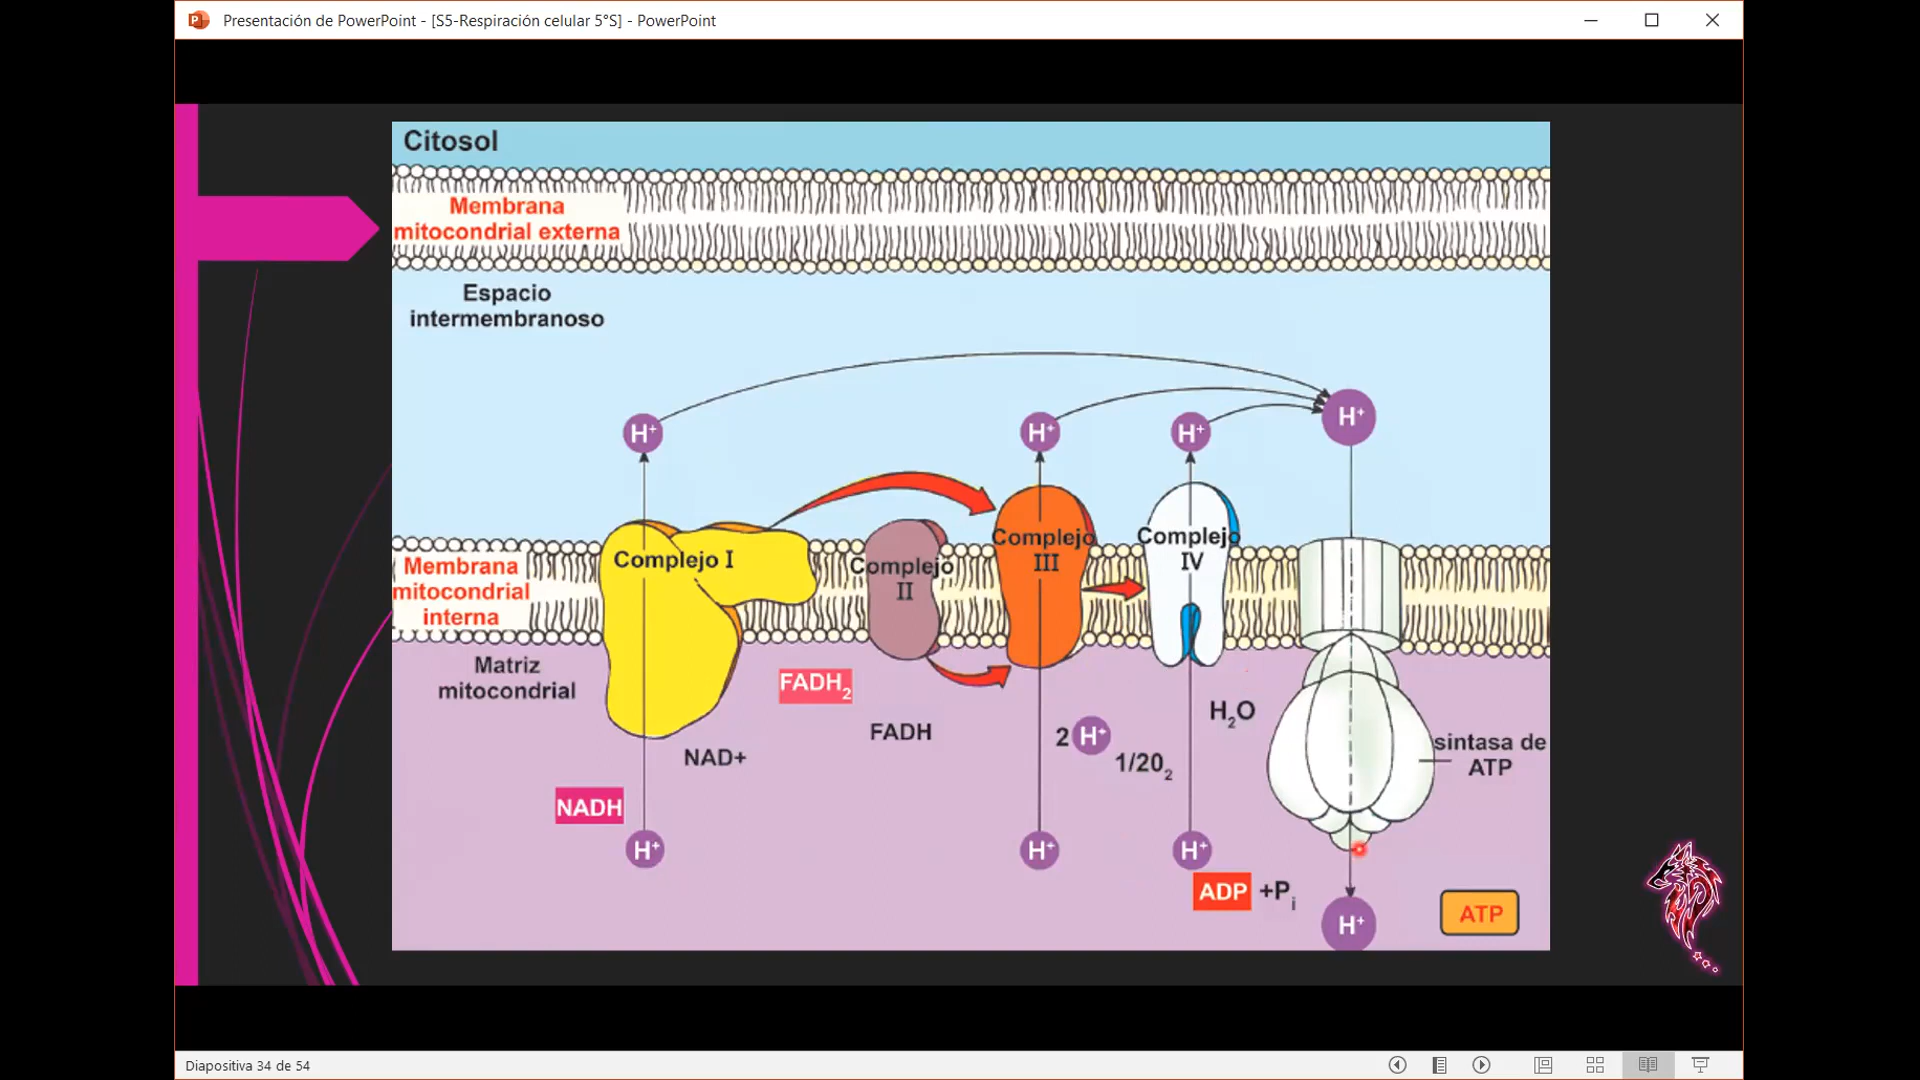 Presentación de PowerPoint - [S5-Respiración celular 5°S] - PowerPoint
Citosol
Membrana
mitocondrial externa
Espacio
intermembranoso
H⁺
H⁺
H⁺
H⁺
Complejo I
Complejo
II
Complejo
III
Complejo
IV
Membrana
mitocondrial
interna
Matriz
mitocondrial
FADH₂
FADH
NAD+
NADH
2 H⁺
1/20₂
H₂O
sintasa de
ATP
H⁺
H⁺
H⁺
ADP +Pᵢ
H⁺
ATP
Diapositiva 34 de 54